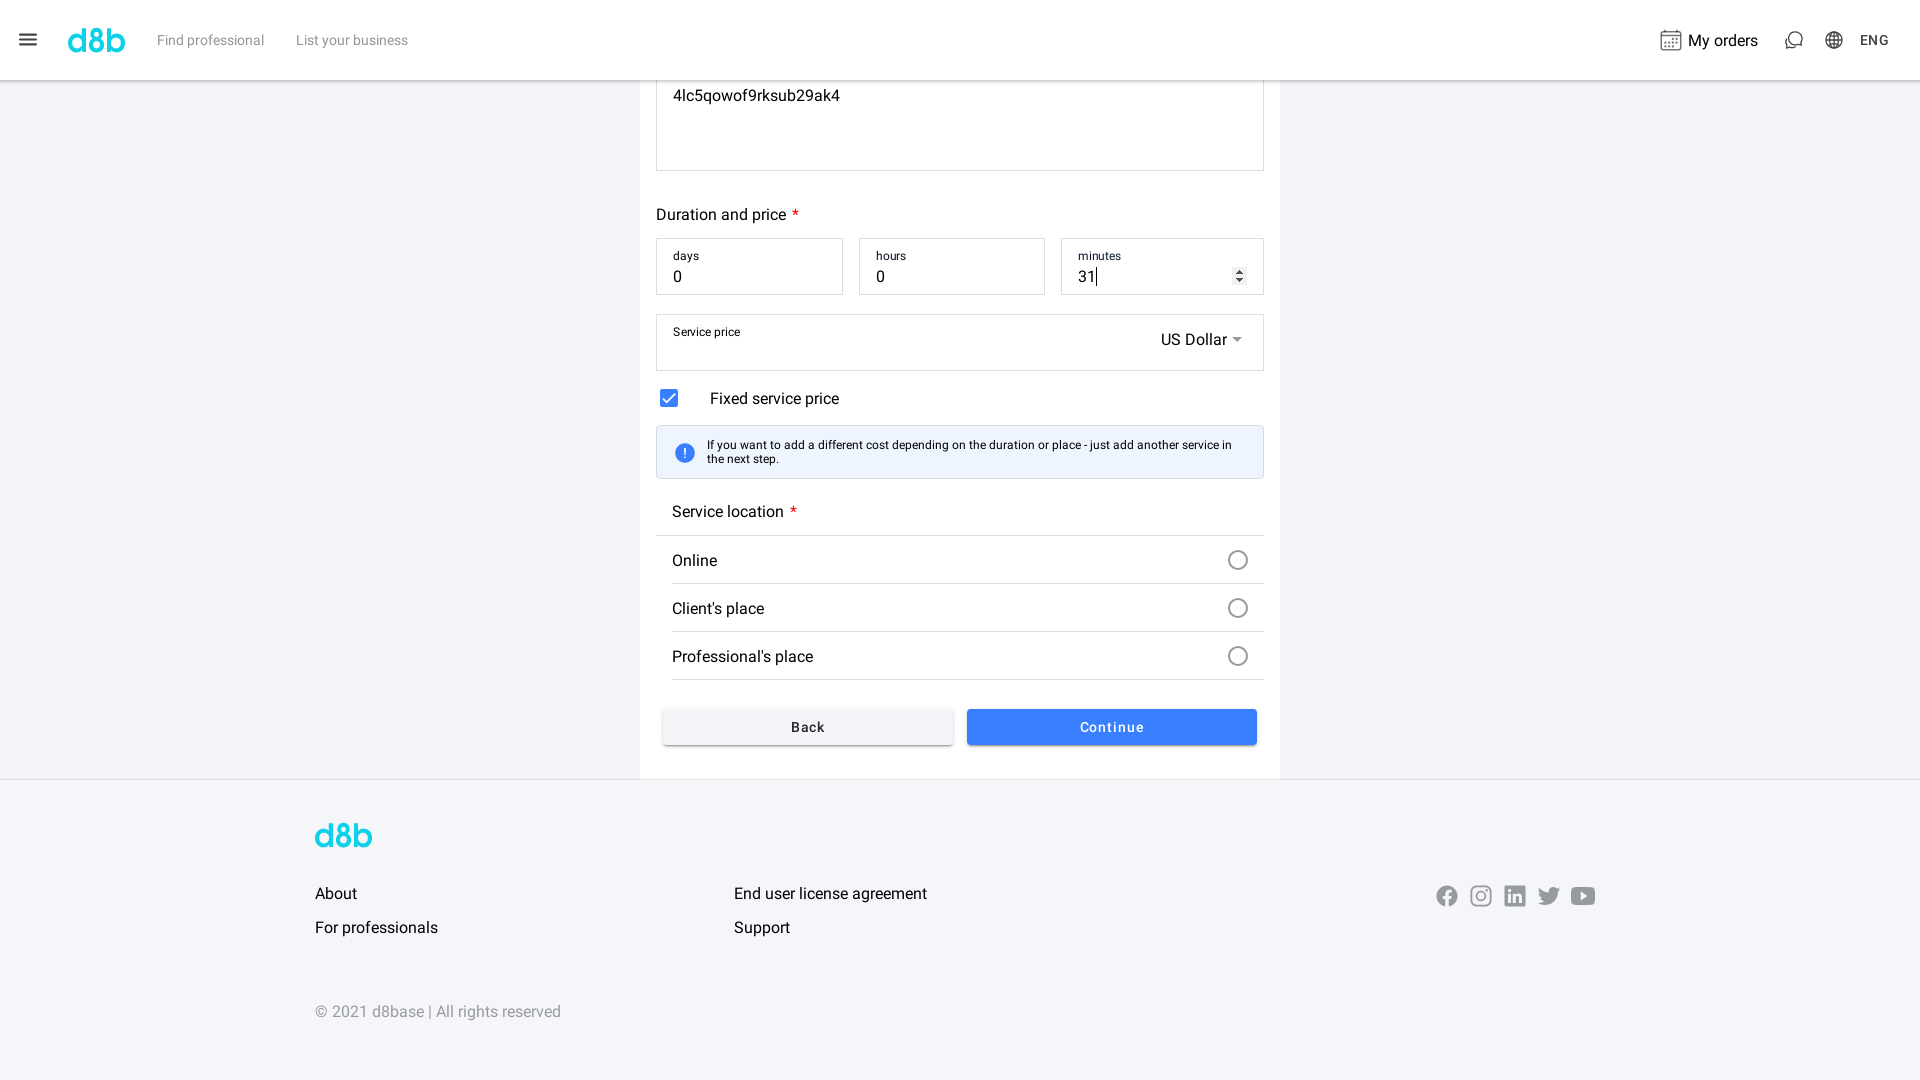 d8b
Find professional
List your business
My orders
ENG
4lc5qowof9rksub29ak4
Duration and price *
days
0
hours
0
minutes
31
Service price
US Dollar
Fixed service price
If you want to add a different cost depending on the duration or place - just add another service in
the next step.
Service location *
Online
Client's place
Professional's place
Back
Continue
d8b
About
For professionals
End user license agreement
Support
© 2021 d8base | All rights reserved